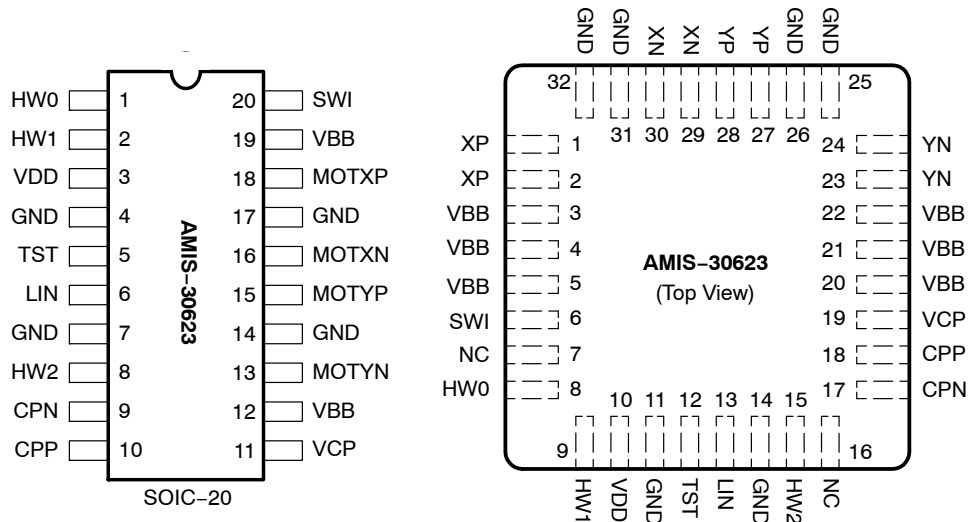 HW0 1 20 SWI
HW1 2 19 VBB
VDD 3 18 MOTXP
GND 4 17 GND
TST 5 16 MOTXN
LIN 6 15 MOTYP
GND 7 14 GND
HW2 8 13 MOTYN
CPN 9 12 VBB
CPP 10 11 VCP
AMIS–30623
SOIC–20
GND GND XN XN YP YP GND GND
32 25
31 30 29 28 27 26
XP 1 24 YN
XP 2 23 YN
VBB 3 22 VBB
VBB 4 21 VBB
VBB 5 20 VBB
SWI 6 19 VCP
NC 7 18 CPP
HW0 8 17 CPN
AMIS–30623
(Top View)
10 11 12 13 14 15
9 16
HW1 VDD GND TST LIN GND HW2 NC